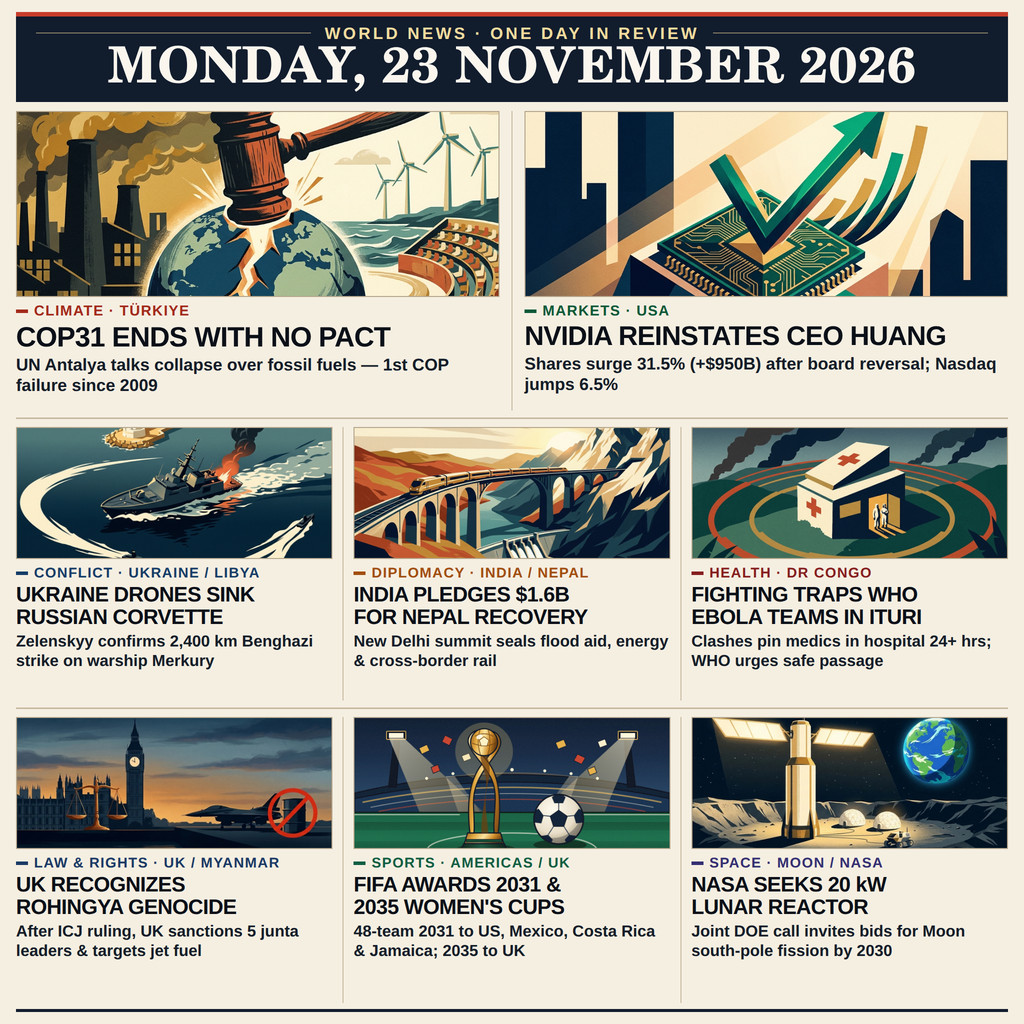 WORLD NEWS · ONE DAY IN REVIEW
MONDAY, 23 NOVEMBER 2026
CLIMATE · TÜRKIYE
COP31 ENDS WITH NO PACT
UN Antalya talks collapse over fossil fuels — 1st COP
failure since 2009
MARKETS · USA
NVIDIA REINSTATES CEO HUANG
Shares surge 31.5% (+$950B) after board reversal; Nasdaq
jumps 6.5%
CONFLICT · UKRAINE / LIBYA
UKRAINE DRONES SINK
RUSSIAN CORVETTE
Zelenskyy confirms 2,400 km Benghazi
strike on warship Merkury
DIPLOMACY · INDIA / NEPAL
INDIA PLEDGES $1.6B
FOR NEPAL RECOVERY
New Delhi summit seals flood aid, energy
& cross-border rail
HEALTH · DR CONGO
FIGHTING TRAPS WHO
EBOLA TEAMS IN ITURI
Clashes pin medics in hospital 24+ hrs;
WHO urges safe passage
LAW & RIGHTS · UK / MYANMAR
UK RECOGNIZES
ROHINGYA GENOCIDE
After ICJ ruling, UK sanctions 5 junta
leaders & targets jet fuel
SPORTS · AMERICAS / UK
FIFA AWARDS 2031 &
2035 WOMEN'S CUPS
48-team 2031 to US, Mexico, Costa Rica
& Jamaica; 2035 to UK
SPACE · MOON / NASA
NASA SEEKS 20 kW
LUNAR REACTOR
Joint DOE call invites bids for Moon
south-pole fission by 2030